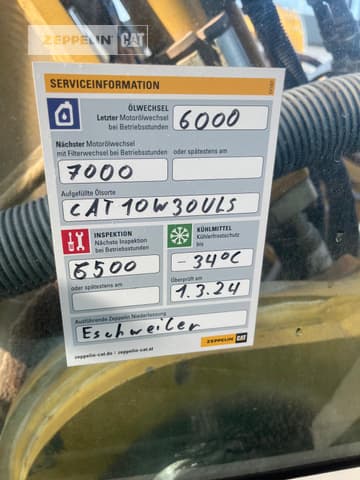 ZEPPELIN CAT
SERVICEINFORMATION
ÖLWECHSEL
Letzter Motorölwechsel
bei Betriebsstunden
6000
Nächster Motorölwechsel
mit Filterwechsel bei Betriebsstunden
oder spätestens am
7000
Aufgefüllte Ölsorte
CAT 10W30 ULS
INSPEKTION
Nächste Inspektion
bei Betriebsstunden
6500
oder spätestens am
KÜHLMITTEL
Kühlerfrostschutz
bis
-34°C
Überprüft am
1.3.24
Ausführende Zeppelin Niederlassung
Eschweiler
ZEPPELIN CAT
zeppelin-cat.de | zeppelin-cat.at